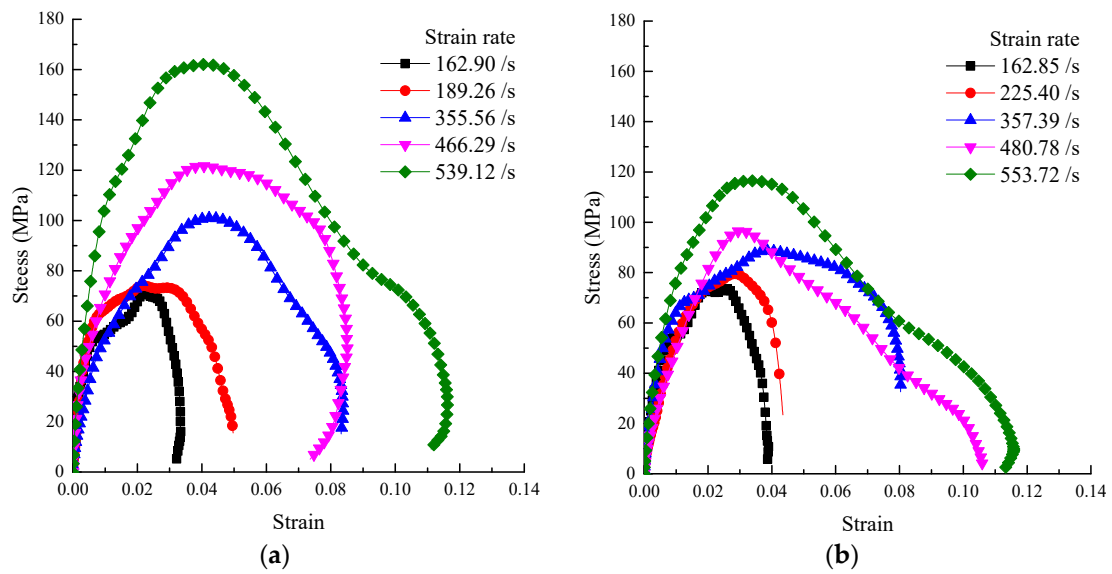 180
160
140
120
100
80
60
40
20
0
Steess (MPa)
0.00 0.02 0.04 0.06 0.08 0.10 0.12 0.14
Strain
Strain rate
162.90 /s
189.26 /s
355.56 /s
466.29 /s
539.12 /s
(a)
180
160
140
120
100
80
60
40
20
0
Stress (MPa)
0.00 0.02 0.04 0.06 0.08 0.10 0.12 0.14
Strain
Strain rate
162.85 /s
225.40 /s
357.39 /s
480.78 /s
553.72 /s
(b)